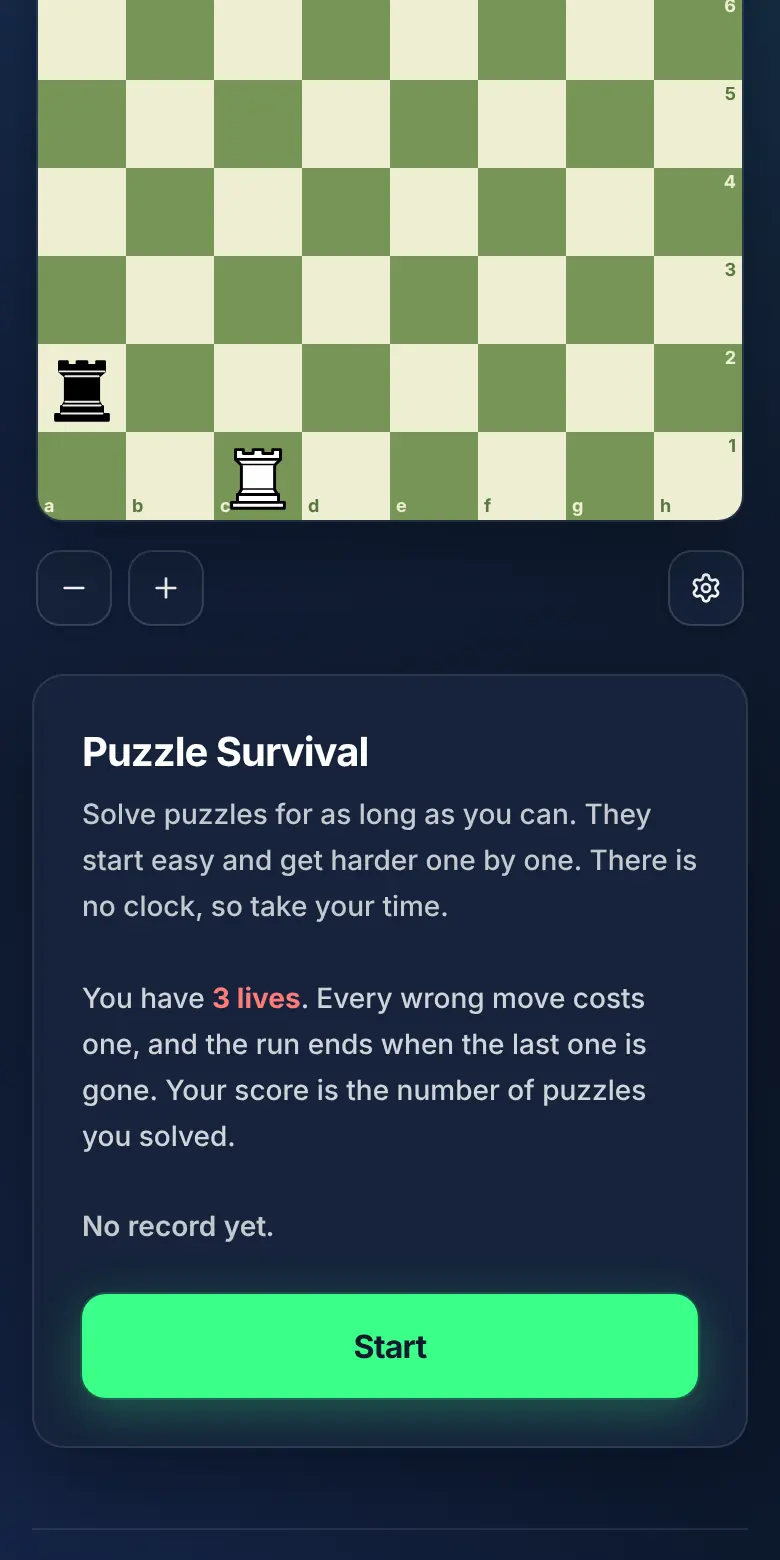 6
5
4
3
2
1
a b c d e f g h
Puzzle Survival
Solve puzzles for as long as you can. They
start easy and get harder one by one. There is
no clock, so take your time.
You have 3 lives. Every wrong move costs
one, and the run ends when the last one is
gone. Your score is the number of puzzles
you solved.
No record yet.
Start